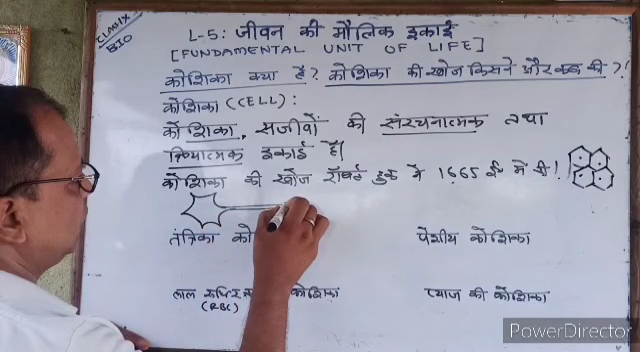 CLASS IX
BIO
L-5: जीवन की मौलिक इकाई
[FUNDAMENTAL UNIT OF LIFE]
कोशिका क्या है? कोशिका की खोज किसने और कब की ?
कोशिका (CELL):
कोशिका, सजीवों की संरचनात्मक तथा
क्रियात्मक इकाई है।
कोशिका की खोज रॉबर्ट हुक ने 1665 ई० में की!
तंत्रिका को पेशीय कोशिका
लाल कोशिका प्याज की कोशिका
(RBC)
PowerDirector